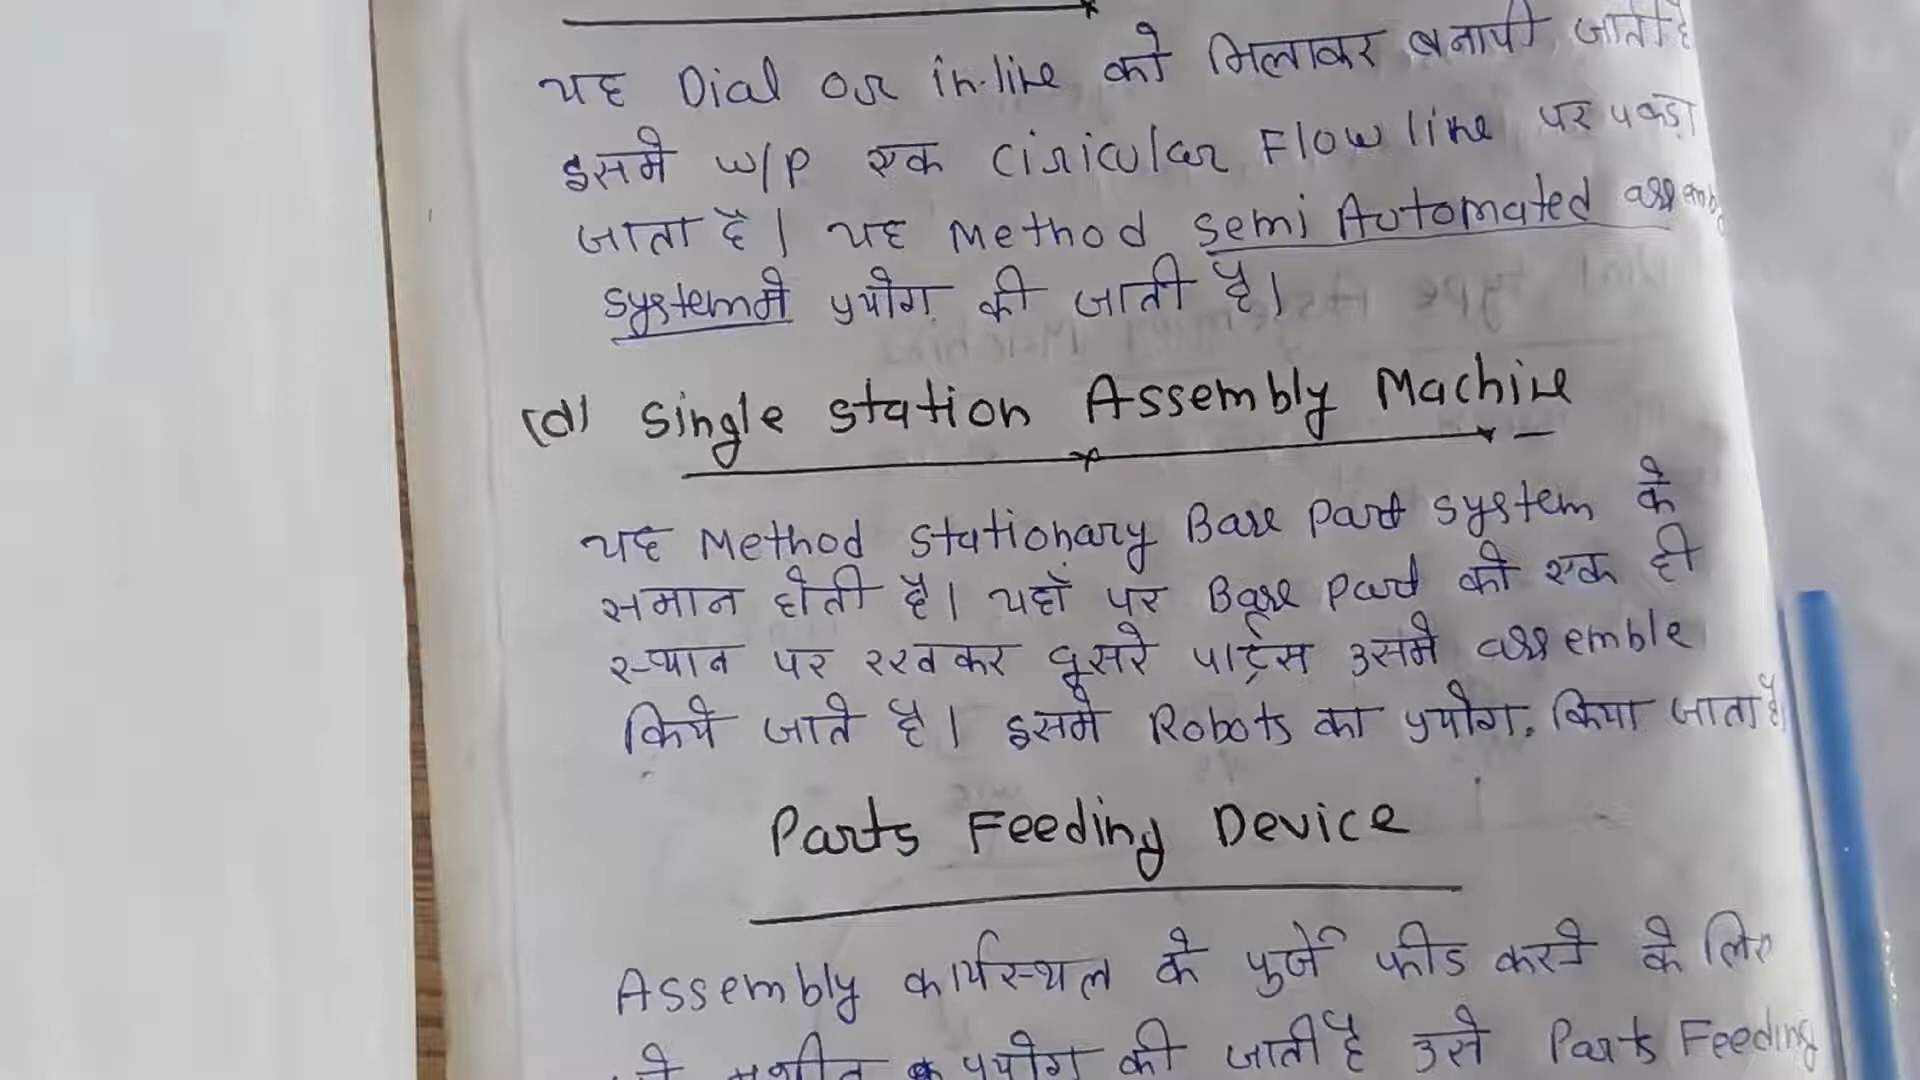 यह Dial or in-line को मिलाकर बनायी जाती है
इसमे w/p एक Ciricular Flow line पर पकड़ा
जाता है। यह Method semi Automated assembly
system मे प्रयोग की जाती है।
(d) Single station Assembly Machine
यह Method stationary Base Part system के
समान होती है। यहाँ पर Base Part को एक ही
स्थान पर रखकर दूसरे पार्ट्स उसमे assemble
किये जाते है। इसमे Robots का प्रयोग किया जाता है।
Parts Feeding Device
Assembly कार्यस्थल के पुर्जे फीड करने के लिए
प्रयोग की जाती है उसे Parts Feeding